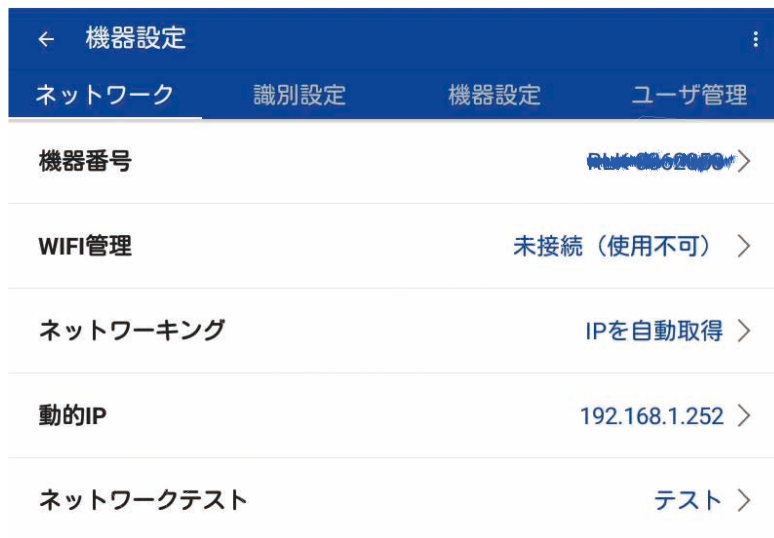 機器設定
ネットワーク 識別設定 機器設定 ユーザ管理
機器番号
WIFI管理 未接続（使用不可）
ネットワーキング IPを自動取得
動的IP 192.168.1.252
ネットワークテスト テスト